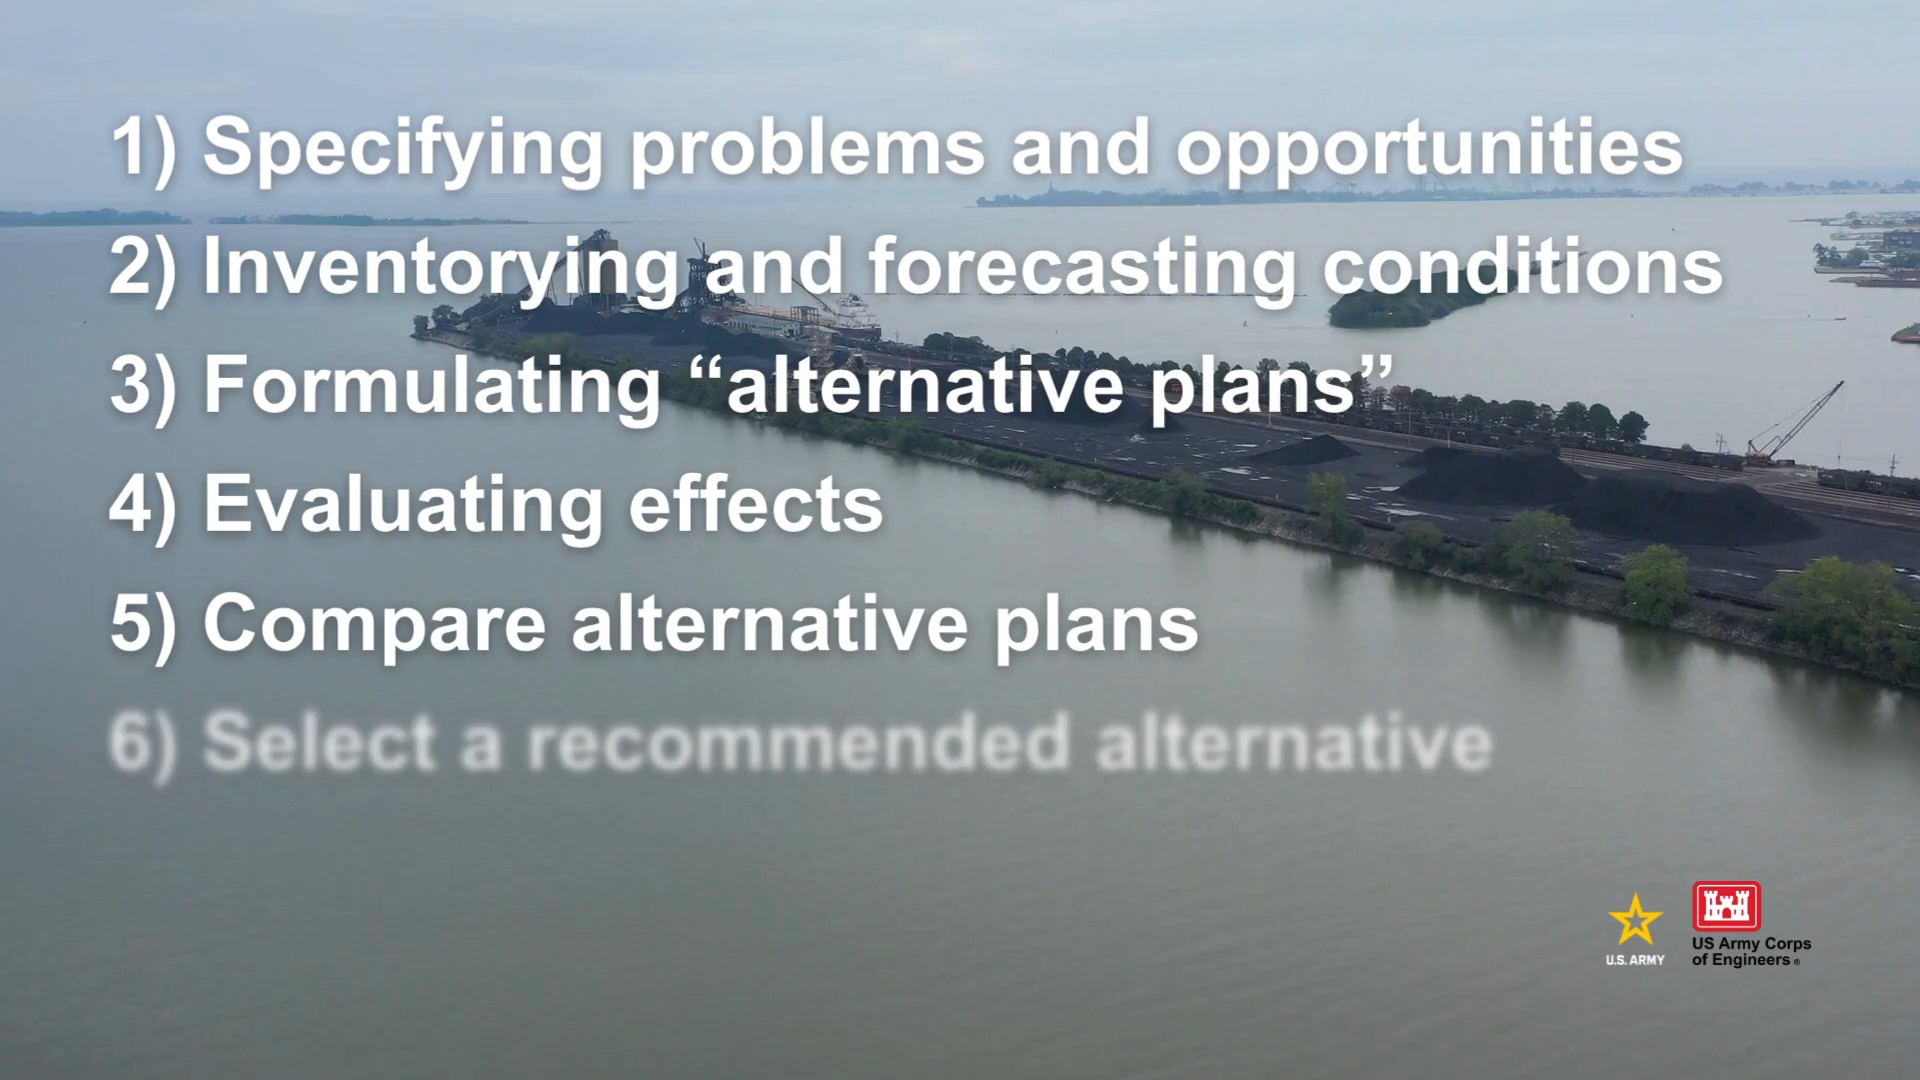 1) Specifying problems and opportunities
2) Inventorying and forecasting conditions
3) Formulating “alternative plans”
4) Evaluating effects
5) Compare alternative plans
6) Select a recommended alternative
U.S. ARMY
US Army Corps
of Engineers ®